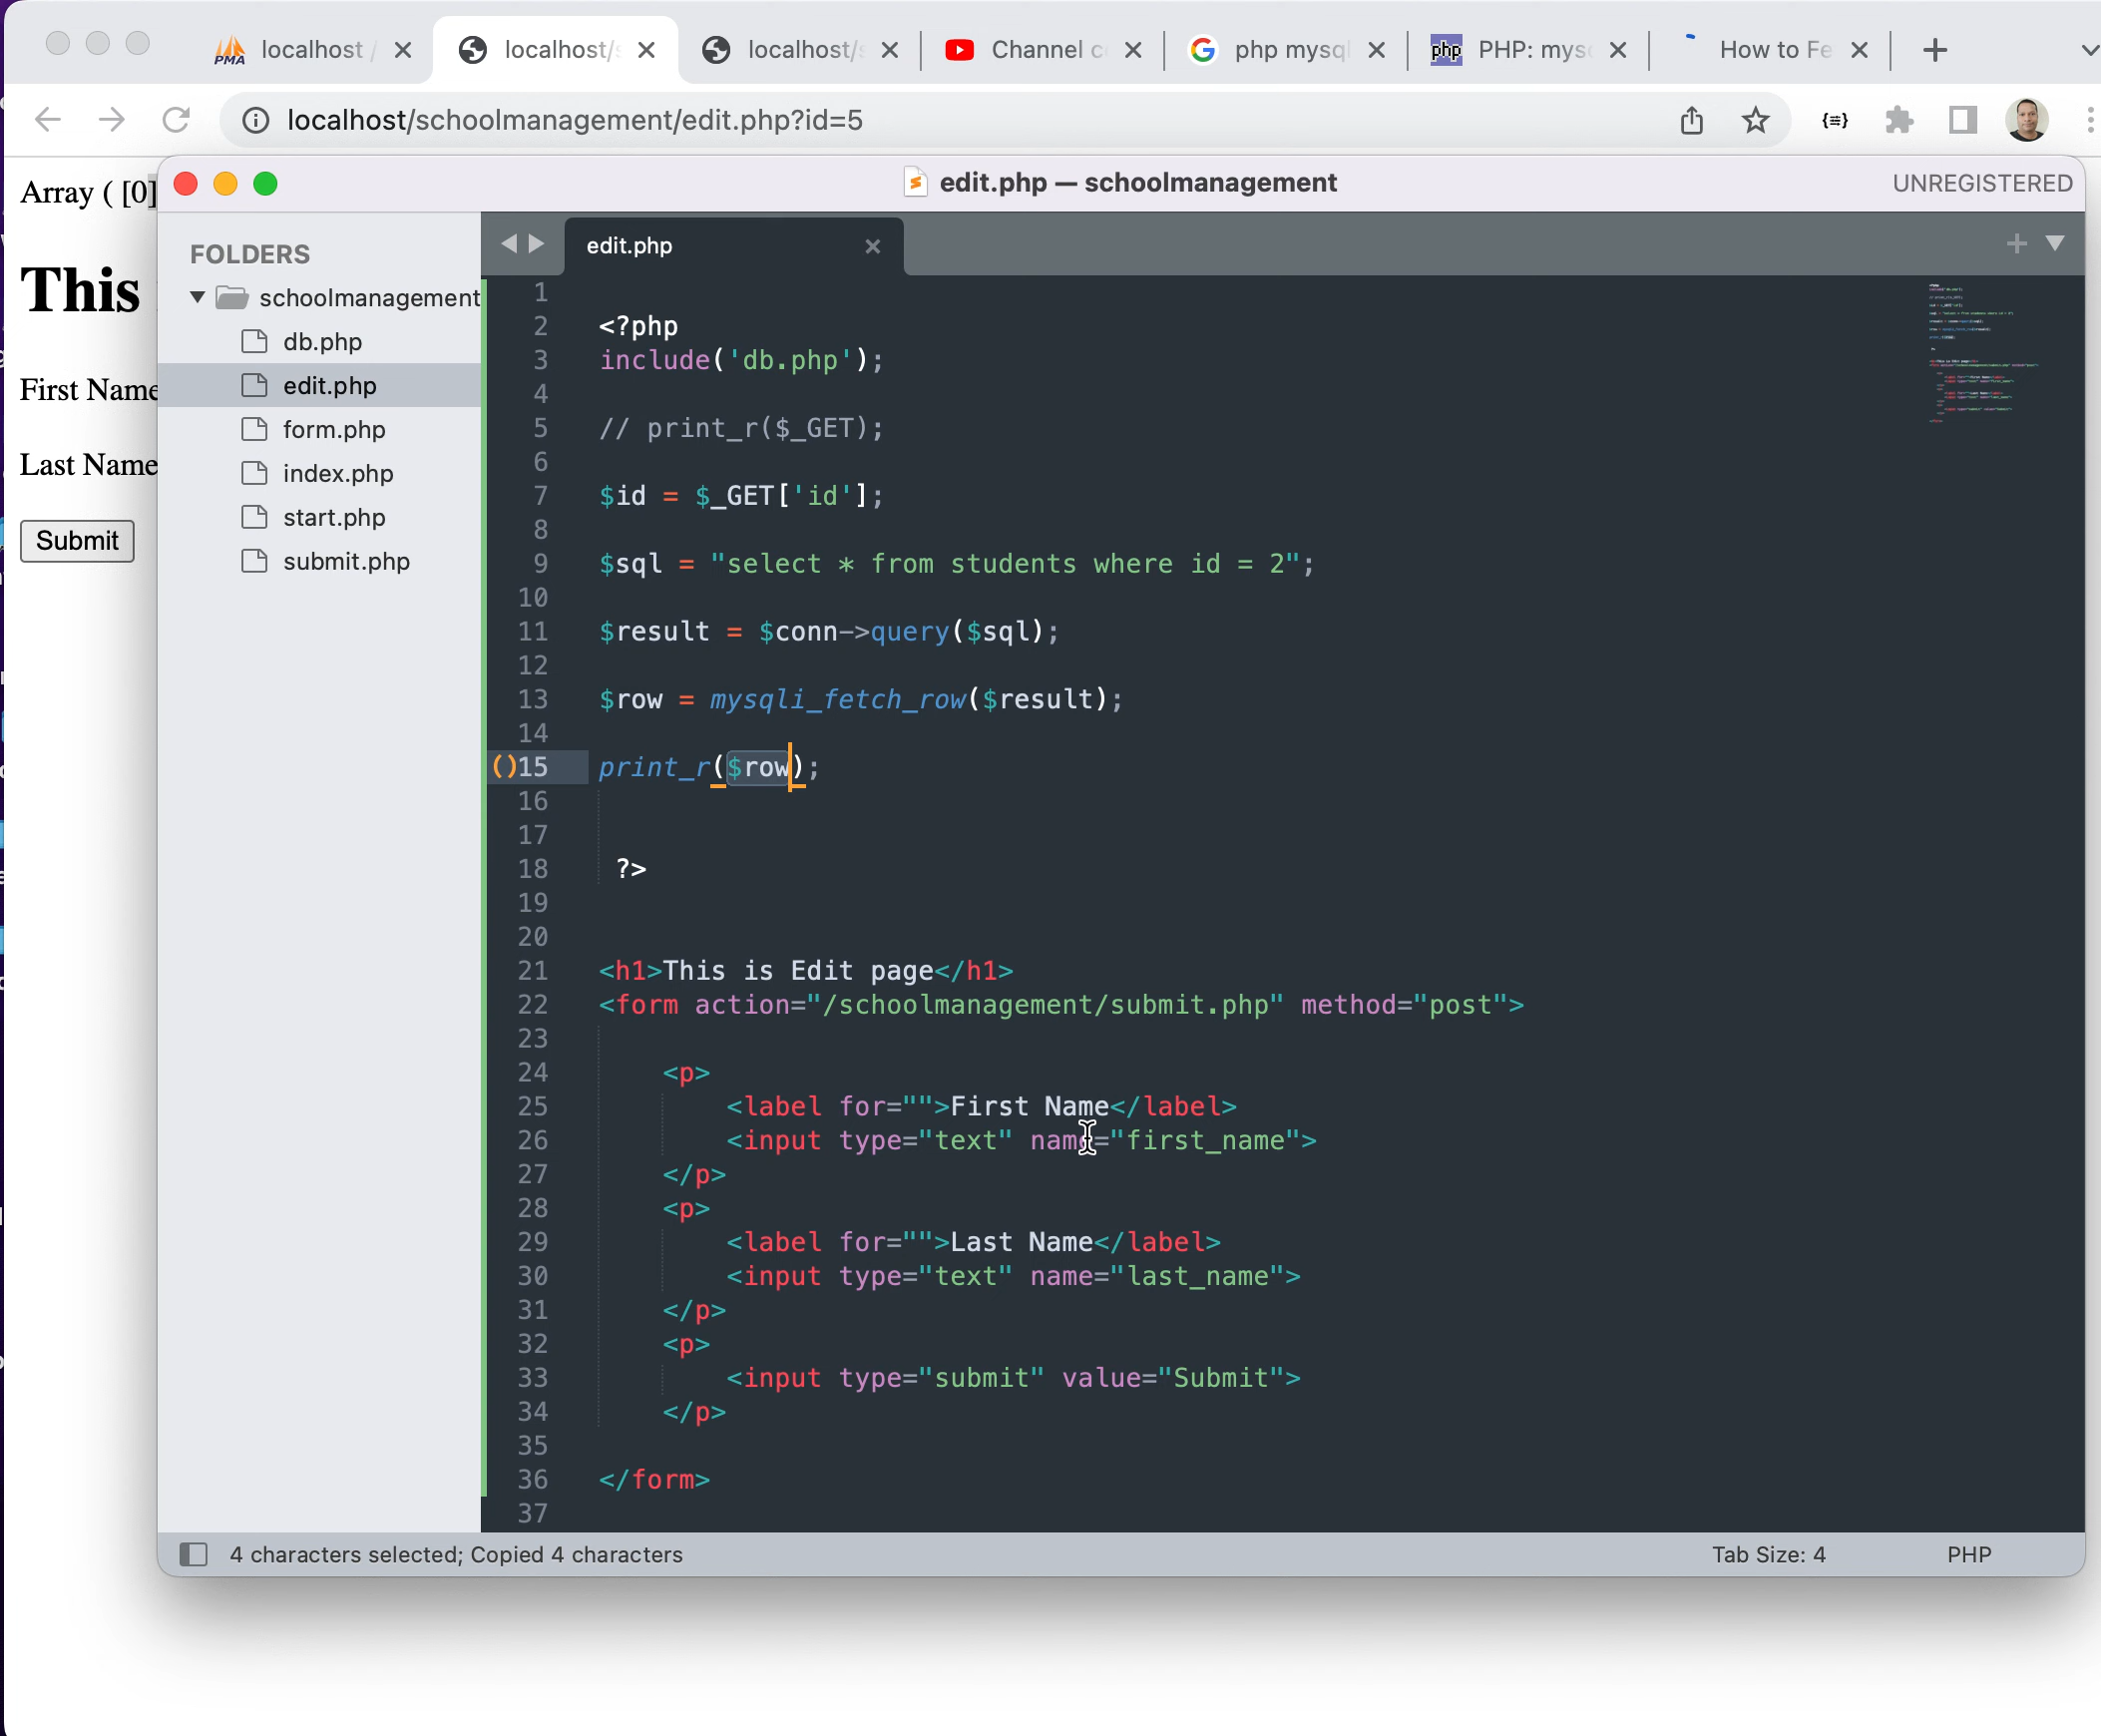 localhost /
localhost/s
localhost/s
Channel c
php mysql
PHP: mys
How to Fe
localhost/schoolmanagement/edit.php?id=5
Array ( [0]
This
First Name
Last Name
Submit
edit.php — schoolmanagement
UNREGISTERED
FOLDERS
schoolmanagement
db.php
edit.php
form.php
index.php
start.php
submit.php
edit.php
1
2 <?php
3 include('db.php');
4
5 // print_r($_GET);
6
7 $id = $_GET['id'];
8
9 $sql = "select * from students where id = 2";
10
11 $result = $conn->query($sql);
12
13 $row = mysqli_fetch_row($result);
14
()15 print_r($row);
16
17
18 ?>
19
20
21 <h1>This is Edit page</h1>
22 <form action="/schoolmanagement/submit.php" method="post">
23
24 <p>
25 <label for="">First Name</label>
26 <input type="text" name="first_name">
27 </p>
28 <p>
29 <label for="">Last Name</label>
30 <input type="text" name="last_name">
31 </p>
32 <p>
33 <input type="submit" value="Submit">
34 </p>
35
36 </form>
37
4 characters selected; Copied 4 characters
Tab Size: 4
PHP